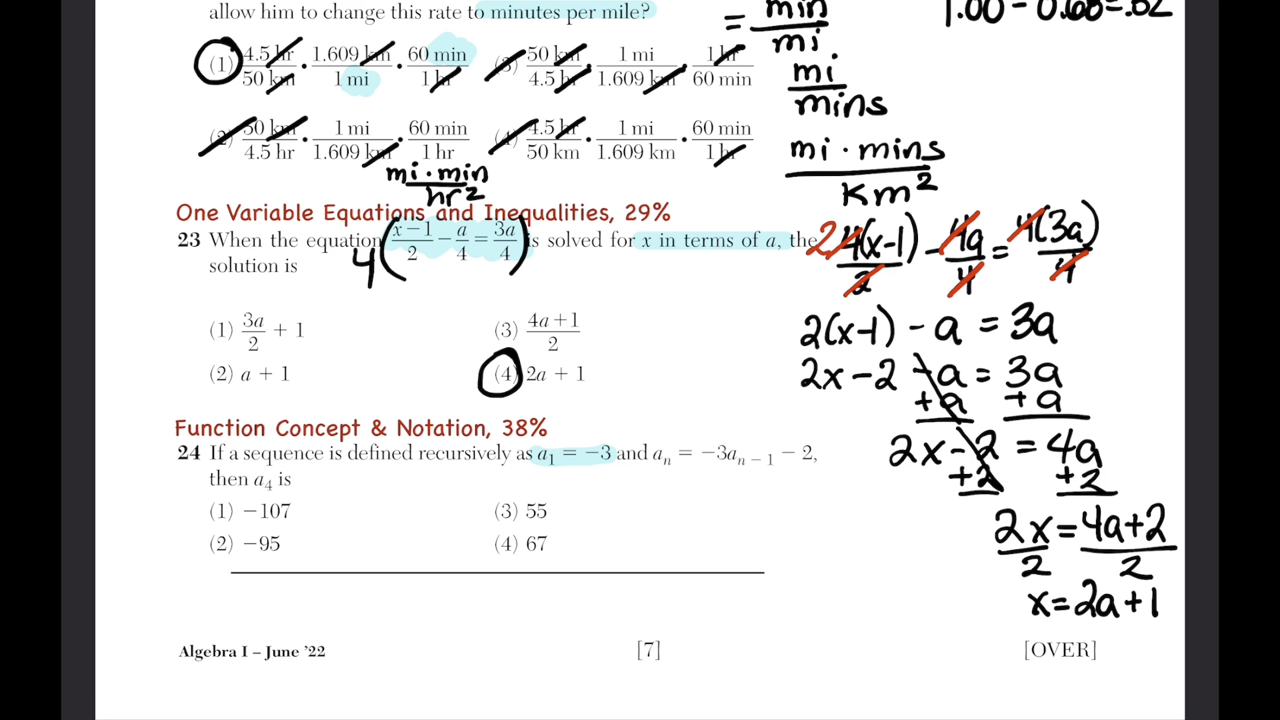 allow him to change this rate to minutes per mile?
= min/mi
1.00 - 0.68 = .32
(1) 4.5 hr/50 km • 1.609 km/1 mi • 60 min/1 hr
(3) 50 km/4.5 hr • 1 mi/1.609 km • 1 hr/60 min
mi/mins
(2) 50 km/4.5 hr • 1 mi/1.609 km • 60 min/1 hr
(4) 4.5 hr/50 km • 1 mi/1.609 km • 60 min/1 hr
mi · min/hr²
mi · mins/km²
One Variable Equations and Inequalities, 29%
23 When the equation 4(x−1/2 − a/4 = 3a/4) is solved for x in terms of a, the
solution is
(1) 3a/2 + 1
(3) 4a+1/2
(2) a + 1
(4) 2a + 1
2 4(x-1)/2 - 4a/4 = 4(3a)/4
2(x-1) - a = 3a
2x - 2 - a = 3a
+a +a
2x - 2 = 4a
+2 +2
2x/2 = 4a+2/2
x = 2a+1
Function Concept & Notation, 38%
24 If a sequence is defined recursively as a₁ = −3 and aₙ = −3aₙ₋₁ − 2,
then a₄ is
(1) −107
(3) 55
(2) −95
(4) 67
Algebra I – June ’22
[7]
[OVER]